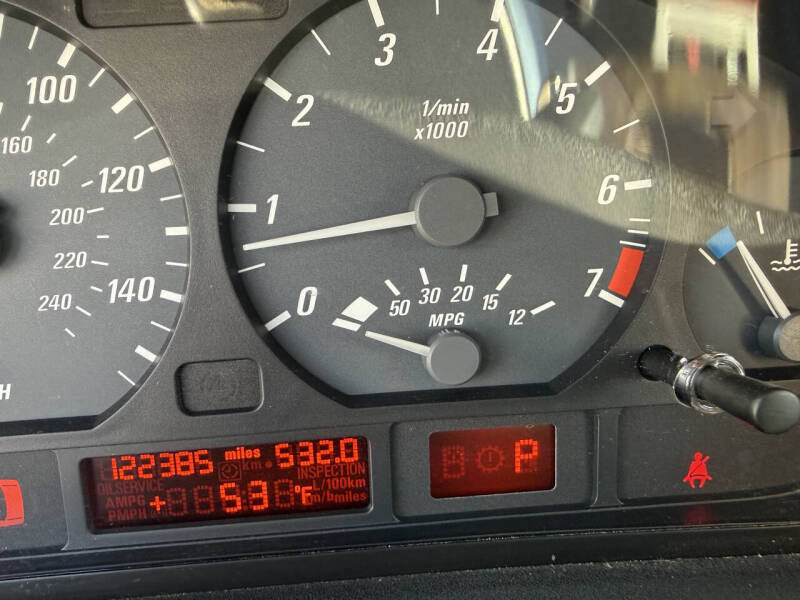 100
120
140
160
180
200
220
240
H
0
1
2
3
4
5
6
7
1/min
x1000
50
30
20
15
12
MPG
122385 miles km 532.0
OILSERVICE INSPECTION
AMPG + 53 °F L/100km
PMPH m/bmiles
P